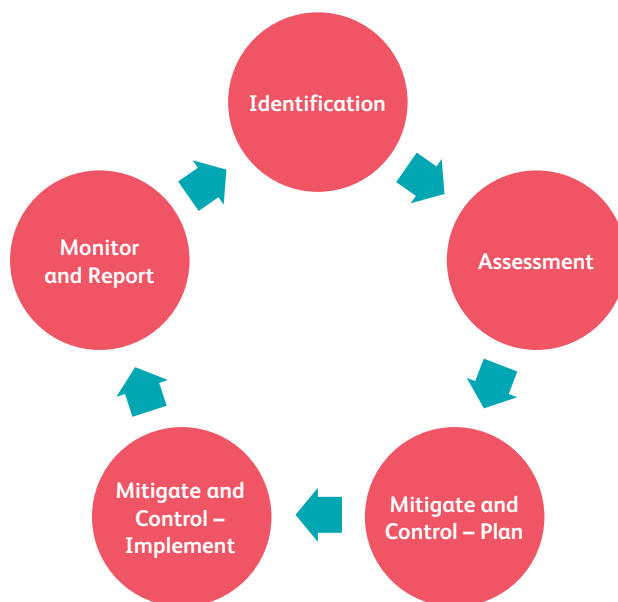 Identification
Assessment
Mitigate and
Control – Plan
Mitigate and
Control –
Implement
Monitor
and Report